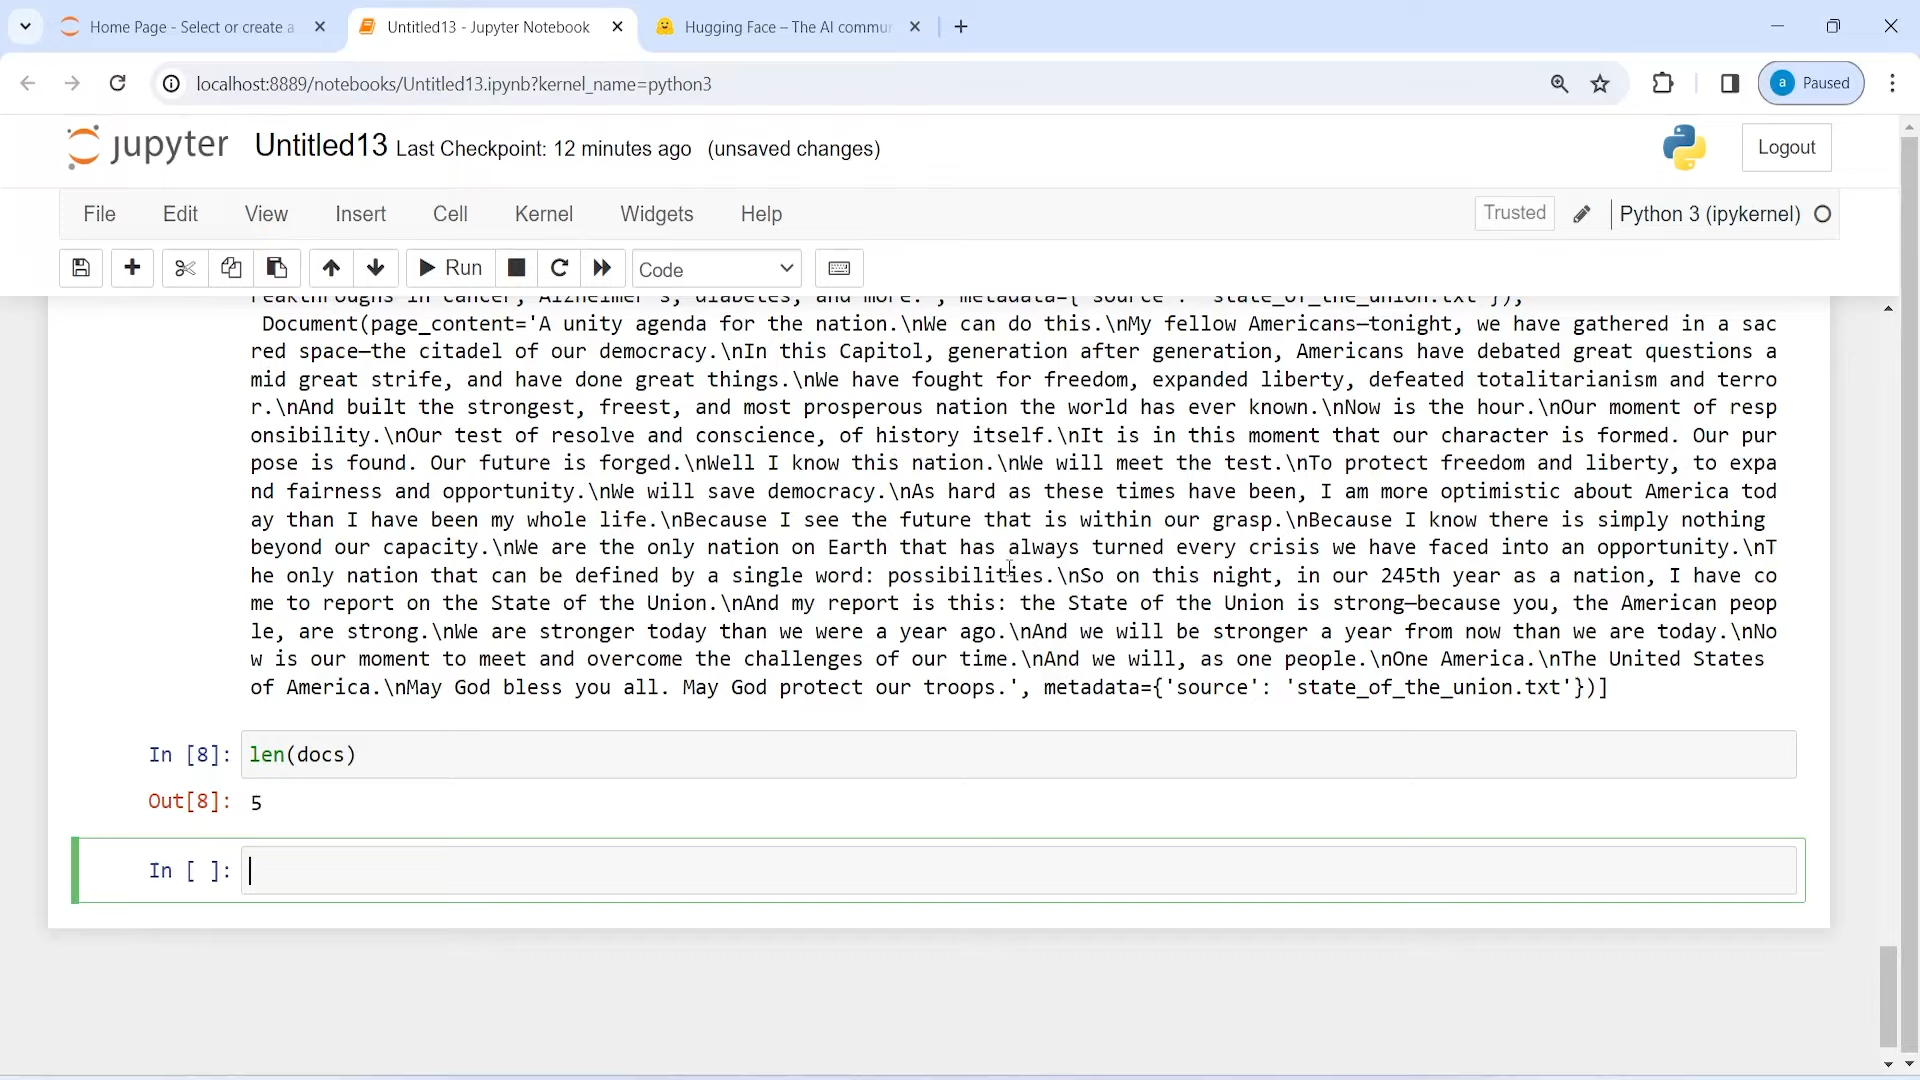 Home Page - Select or create a
Untitled13 - Jupyter Notebook
Hugging Face – The AI commun
localhost:8889/notebooks/Untitled13.ipynb?kernel_name=python3
a Paused
jupyter Untitled13 Last Checkpoint: 12 minutes ago (unsaved changes)
Logout
File Edit View Insert Cell Kernel Widgets Help
Trusted Python 3 (ipykernel)
Run Code
reakthroughs in cancer, Alzheimer's, diabetes, and more.', metadata={'source': 'state_of_the_union.txt'}),
Document(page_content='A unity agenda for the nation.\nWe can do this.\nMy fellow Americans—tonight, we have gathered in a sac
red space—the citadel of our democracy.\nIn this Capitol, generation after generation, Americans have debated great questions a
mid great strife, and have done great things.\nWe have fought for freedom, expanded liberty, defeated totalitarianism and terro
r.\nAnd built the strongest, freest, and most prosperous nation the world has ever known.\nNow is the hour.\nOur moment of resp
onsibility.\nOur test of resolve and conscience, of history itself.\nIt is in this moment that our character is formed. Our pur
pose is found. Our future is forged.\nWell I know this nation.\nWe will meet the test.\nTo protect freedom and liberty, to expa
nd fairness and opportunity.\nWe will save democracy.\nAs hard as these times have been, I am more optimistic about America tod
ay than I have been my whole life.\nBecause I see the future that is within our grasp.\nBecause I know there is simply nothing
beyond our capacity.\nWe are the only nation on Earth that has always turned every crisis we have faced into an opportunity.\nT
he only nation that can be defined by a single word: possibilities.\nSo on this night, in our 245th year as a nation, I have co
me to report on the State of the Union.\nAnd my report is this: the State of the Union is strong—because you, the American peop
le, are strong.\nWe are stronger today than we were a year ago.\nAnd we will be stronger a year from now than we are today.\nNo
w is our moment to meet and overcome the challenges of our time.\nAnd we will, as one people.\nOne America.\nThe United States
of America.\nMay God bless you all. May God protect our troops.', metadata={'source': 'state_of_the_union.txt'})]
In [8]: len(docs)
Out[8]: 5
In [ ]: